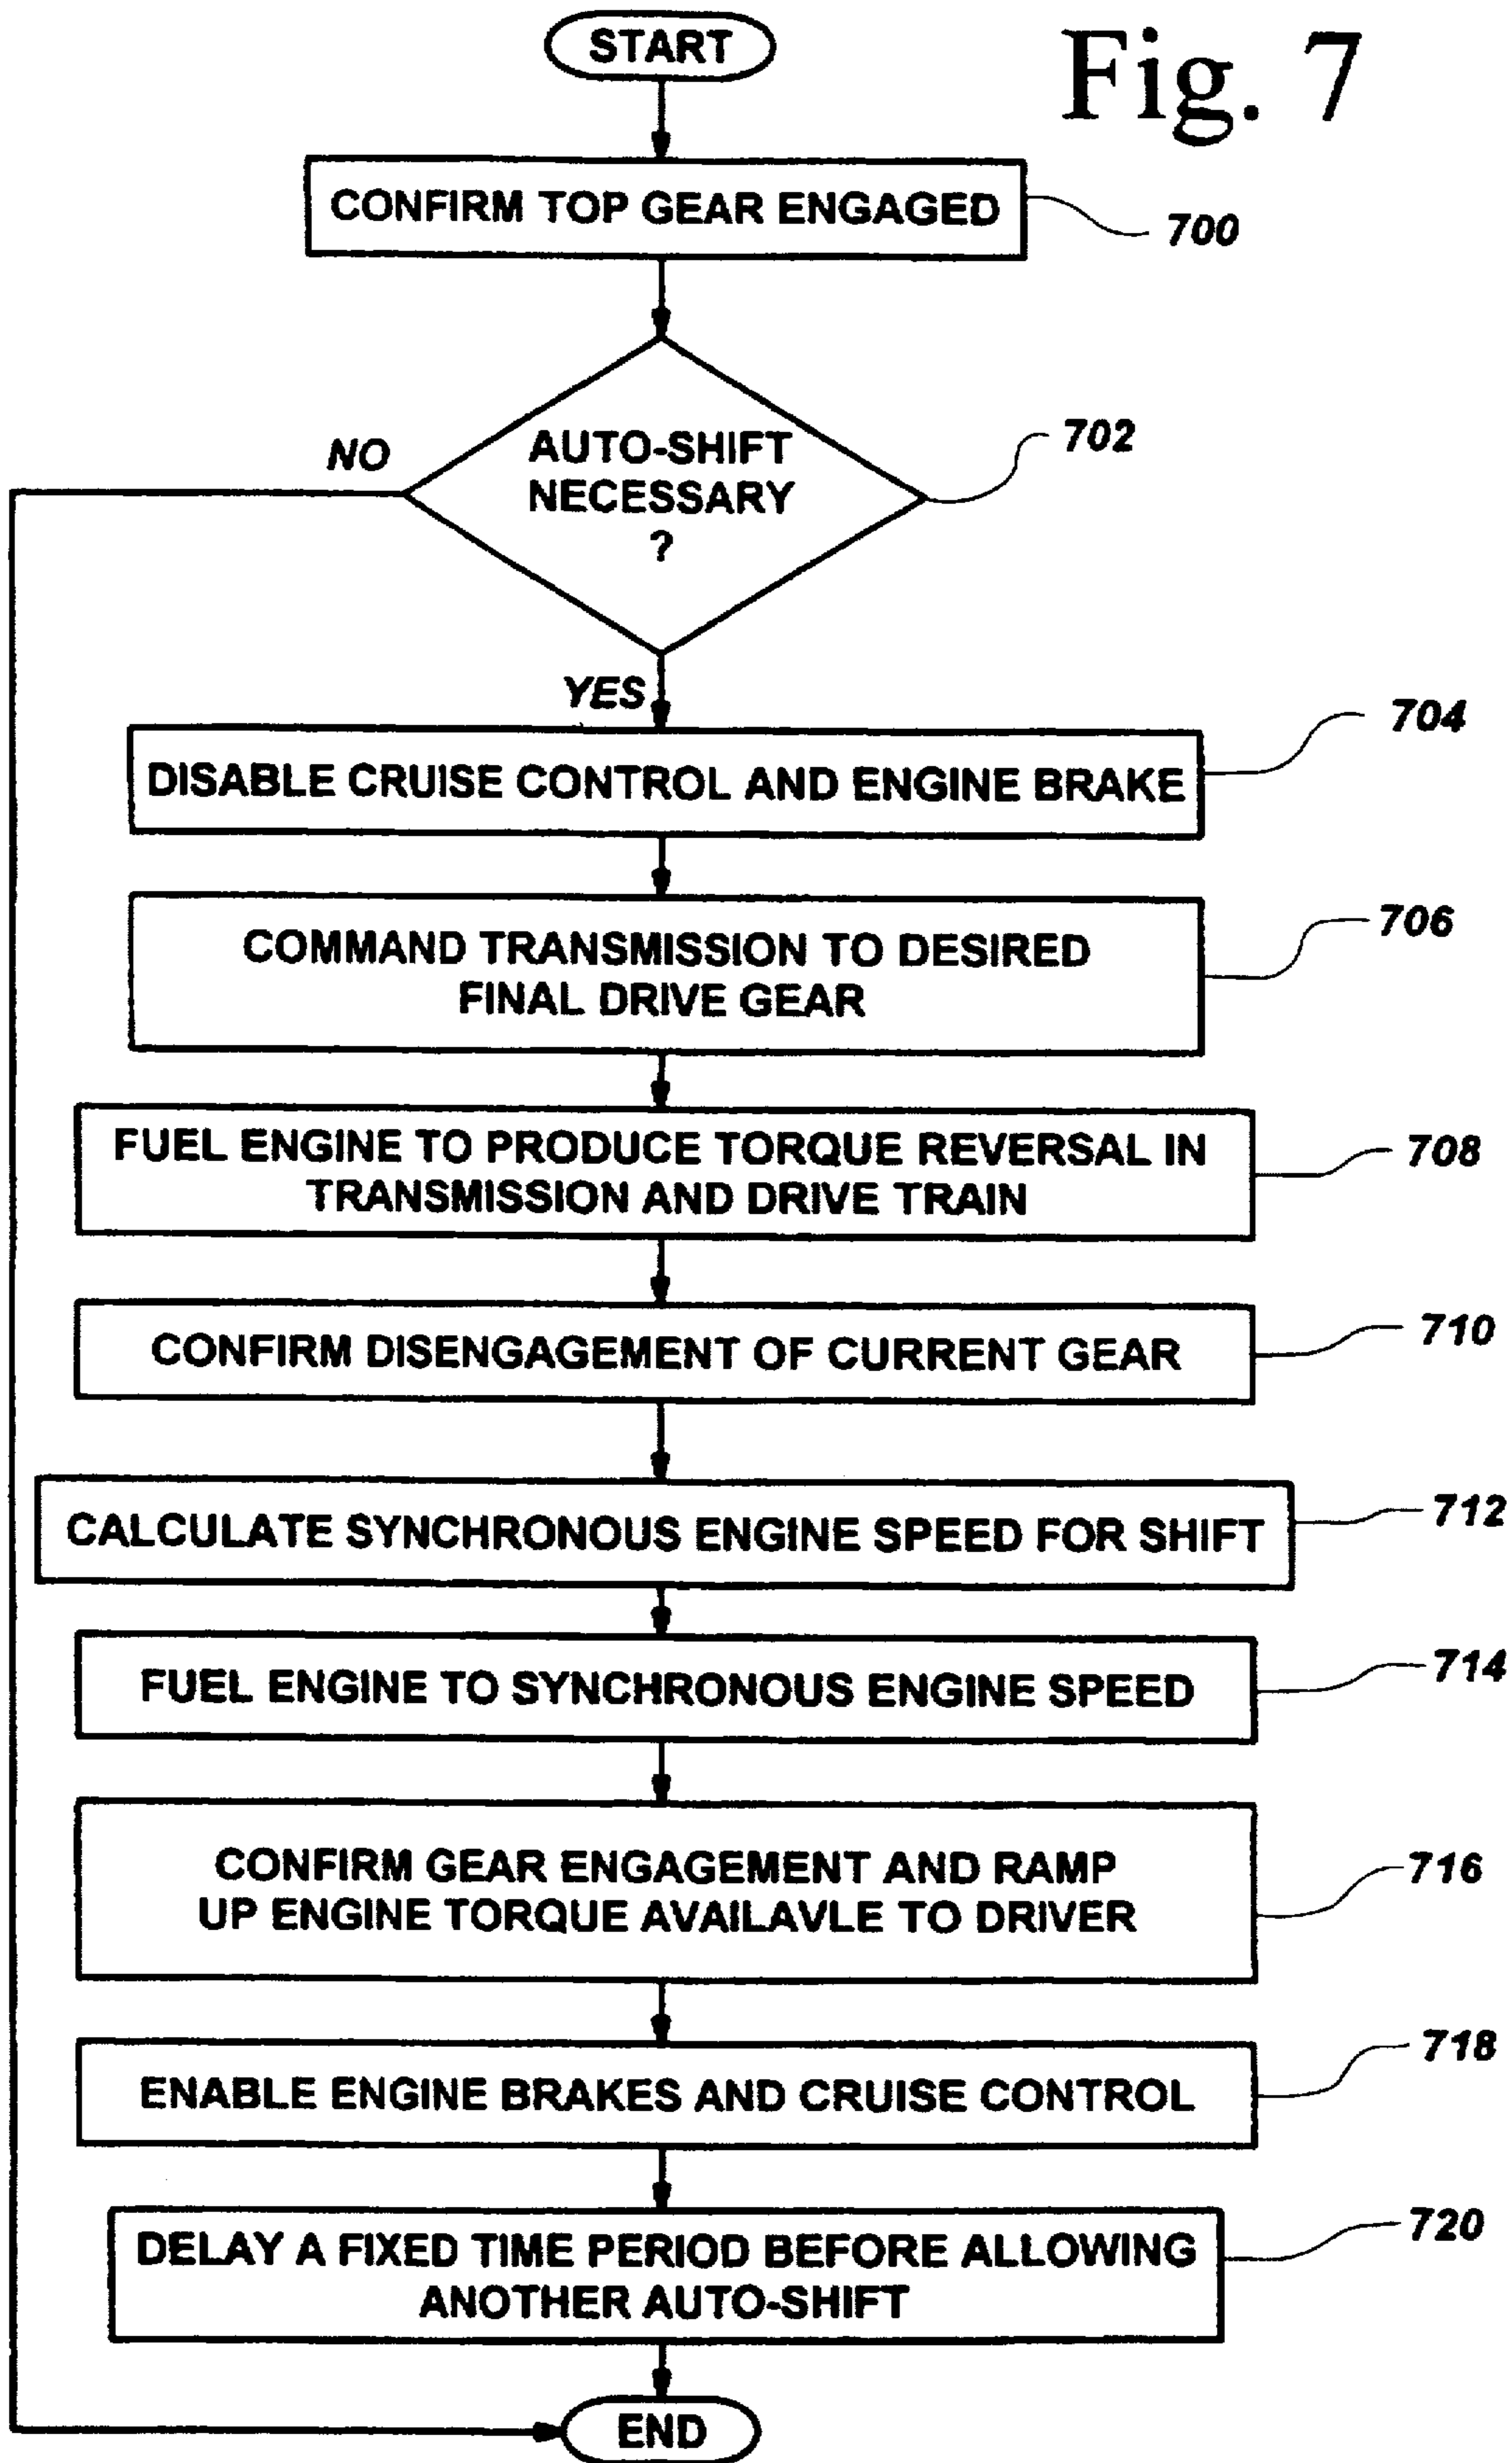 START
Fig. 7
CONFIRM TOP GEAR ENGAGED
700
AUTO-SHIFT
NECESSARY
?
702
NO
YES
704
DISABLE CRUISE CONTROL AND ENGINE BRAKE
706
COMMAND TRANSMISSION TO DESIRED
FINAL DRIVE GEAR
FUEL ENGINE TO PRODUCE TORQUE REVERSAL IN
TRANSMISSION AND DRIVE TRAIN
708
CONFIRM DISENGAGEMENT OF CURRENT GEAR
710
CALCULATE SYNCHRONOUS ENGINE SPEED FOR SHIFT
712
FUEL ENGINE TO SYNCHRONOUS ENGINE SPEED
714
CONFIRM GEAR ENGAGEMENT AND RAMP
UP ENGINE TORQUE AVAILAVLE TO DRIVER
716
ENABLE ENGINE BRAKES AND CRUISE CONTROL
718
DELAY A FIXED TIME PERIOD BEFORE ALLOWING
ANOTHER AUTO-SHIFT
720
END